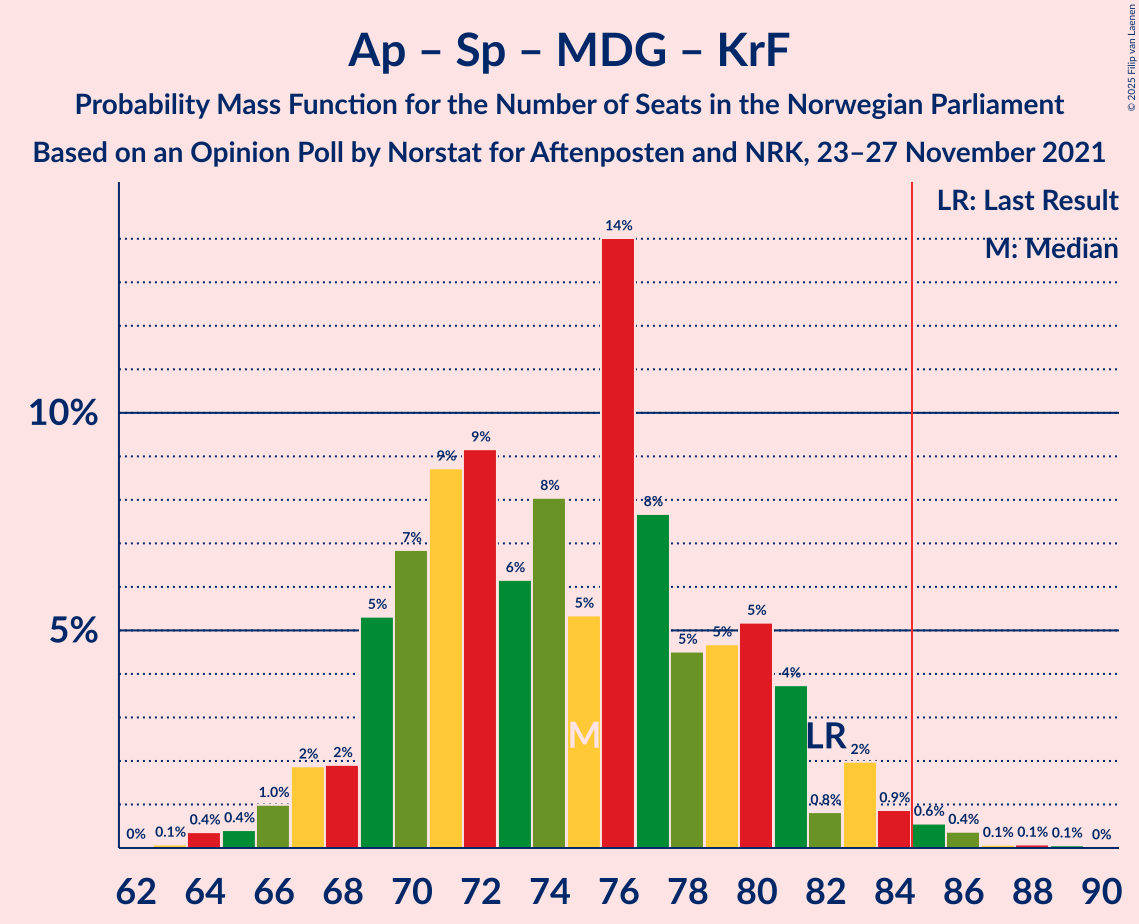 Ap – Sp – MDG – KrF
Probability Mass Function for the Number of Seats in the Norwegian Parliament
Based on an Opinion Poll by Norstat for Aftenposten and NRK, 23–27 November 2021
© 2025 Filip van Laenen
LR: Last Result
M: Median
10%
5%
0% 0.1% 0.4% 0.4% 1.0% 2% 2% 5% 7% 9% 9% 6% 8% 5% 14% 8% 5% 5% 5% 4% 0.8% 2% 0.9% 0.6% 0.4% 0.1% 0.1% 0.1% 0%
M LR
62 64 66 68 70 72 74 76 78 80 82 84 86 88 90